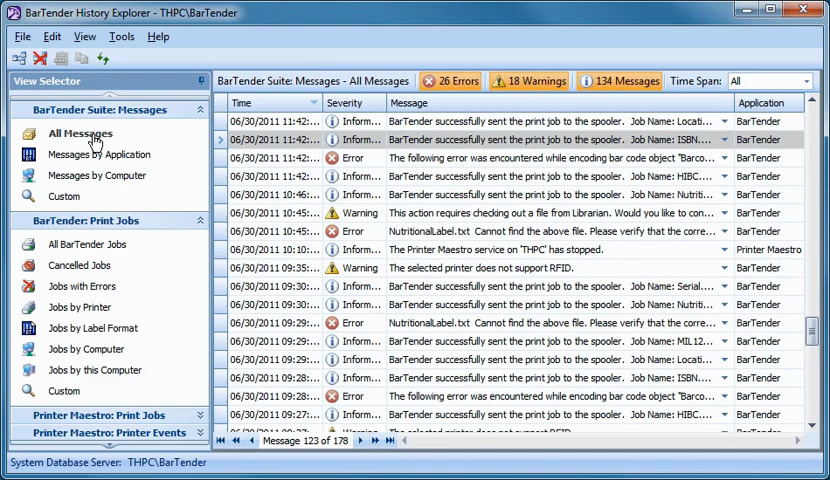 BarTender History Explorer - THPC\BarTender
File Edit View Tools Help
View Selector
BarTender Suite: Messages
All Messages
Messages by Application
Messages by Computer
Custom
BarTender: Print Jobs
All BarTender Jobs
Cancelled Jobs
Jobs with Errors
Jobs by Printer
Jobs by Label Format
Jobs by Computer
Jobs by this Computer
Custom
Printer Maestro: Print Jobs
Printer Maestro: Printer Events
BarTender Suite: Messages - All Messages 26 Errors 18 Warnings 134 Messages Time Span: All
Time Severity Message Application
06/30/2011 11:42:... Inform... BarTender successfully sent the print job to the spooler. Job Name: Locati... BarTender
06/30/2011 11:42:... Inform... BarTender successfully sent the print job to the spooler. Job Name: ISBN.... BarTender
06/30/2011 11:42:... Error The following error was encountered while encoding bar code object "Barco... BarTender
06/30/2011 11:42:... Inform... BarTender successfully sent the print job to the spooler. Job Name: HIBC.... BarTender
06/30/2011 10:46:... Inform... BarTender successfully sent the print job to the spooler. Job Name: Nutriti... BarTender
06/30/2011 10:45:... Warning This action requires checking out a file from Librarian. Would you like to con... BarTender
06/30/2011 10:45:... Error NutritionalLabel.txt Cannot find the above file. Please verify that the corre... BarTender
06/30/2011 10:10:... Inform... The Printer Maestro service on 'THPC' has stopped. Printer Maestro
06/30/2011 09:35:... Warning The selected printer does not support RFID. BarTender
06/30/2011 09:30:... Inform... BarTender successfully sent the print job to the spooler. Job Name: Serial.... BarTender
06/30/2011 09:30:... Inform... BarTender successfully sent the print job to the spooler. Job Name: Nutriti... BarTender
06/30/2011 09:29:... Error NutritionalLabel.txt Cannot find the above file. Please verify that the corre... BarTender
06/30/2011 09:29:... Inform... BarTender successfully sent the print job to the spooler. Job Name: MIL12... BarTender
06/30/2011 09:29:... Inform... BarTender successfully sent the print job to the spooler. Job Name: Locati... BarTender
06/30/2011 09:28:... Inform... BarTender successfully sent the print job to the spooler. Job Name: ISBN.... BarTender
06/30/2011 09:28:... Error The following error was encountered while encoding bar code object "Barco... BarTender
06/30/2011 09:27:... Inform... BarTender successfully sent the print job to the spooler. Job Name: HIBC.... BarTender
Message 123 of 178
System Database Server: THPC\BarTender